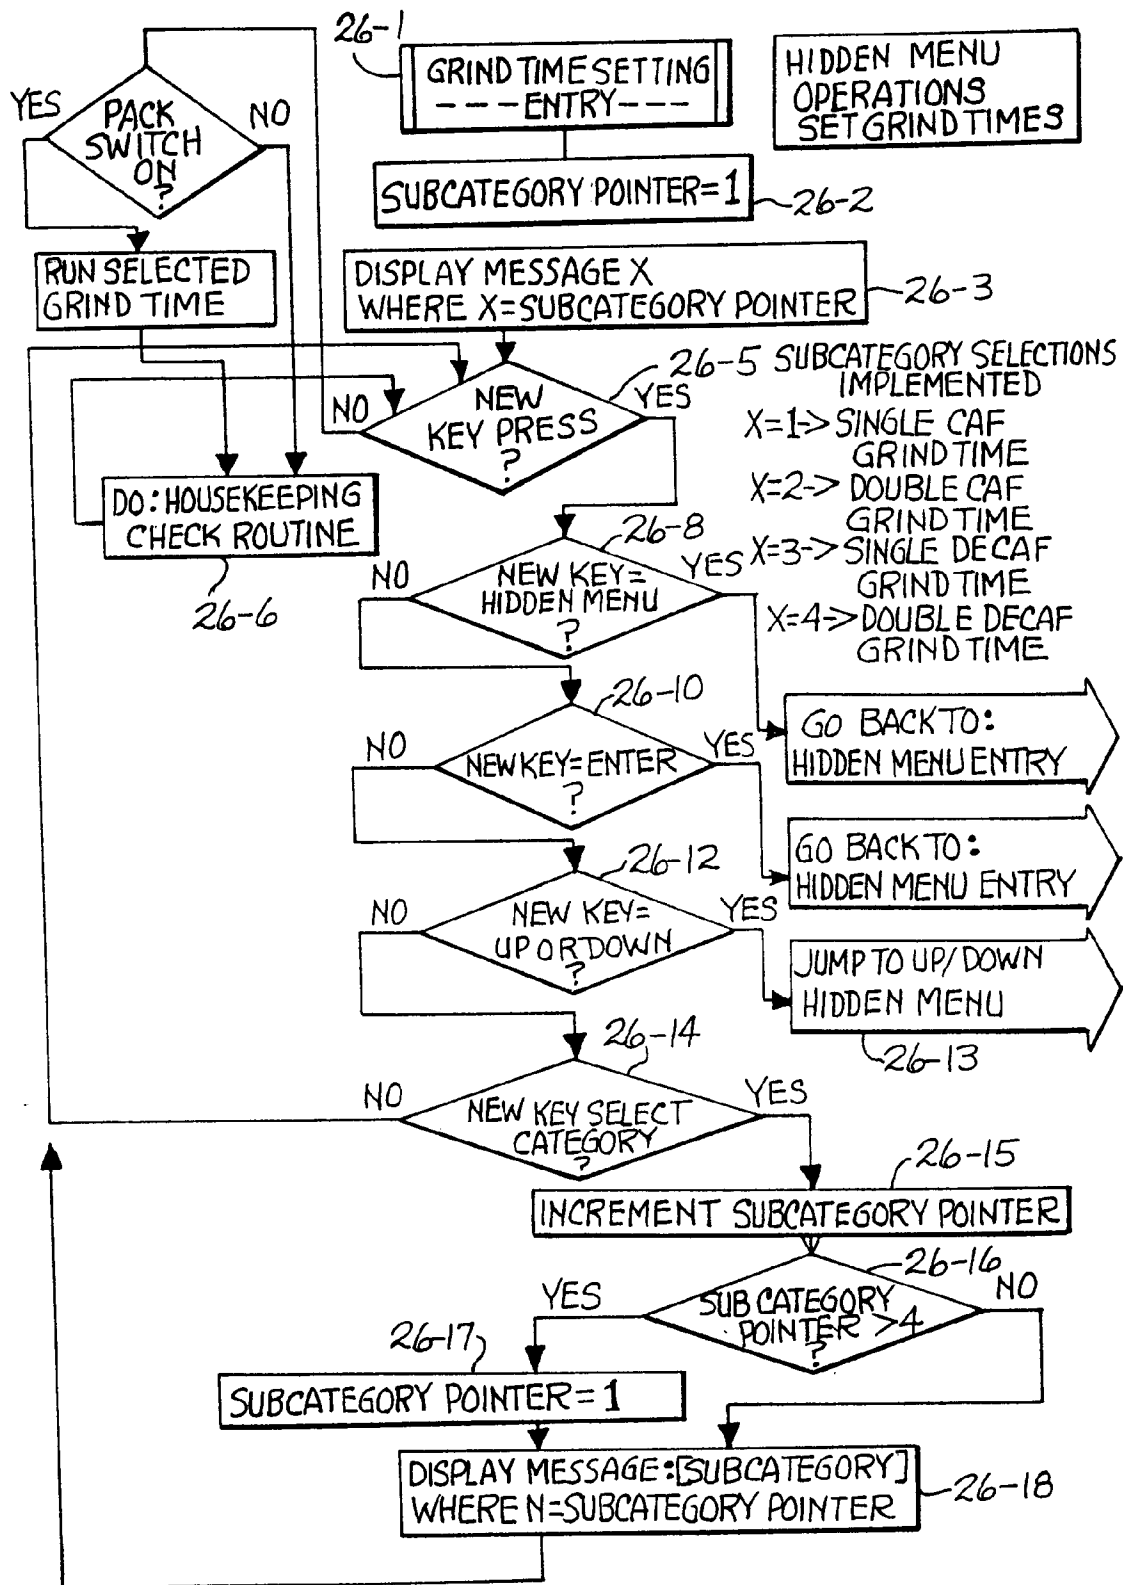 26-1
GRIND TIME SETTING
---ENTRY---
HIDDEN MENU
OPERATIONS
SET GRIND TIMES
YES
PACK
SWITCH
ON
?
NO
SUBCATEGORY POINTER=1
26-2
RUN SELECTED
GRIND TIME
DISPLAY MESSAGE X
WHERE X=SUBCATEGORY POINTER
26-3
26-5
SUBCATEGORY SELECTIONS
IMPLEMENTED
X=1-> SINGLE CAF
GRIND TIME
X=2-> DOUBLE CAF
GRIND TIME
X=3-> SINGLE DECAF
GRIND TIME
X=4-> DOUBLE DECAF
GRIND TIME
NO
NEW
KEY PRESS
?
YES
DO: HOUSEKEEPING
CHECK ROUTINE
26-6
26-8
NO
NEW KEY=
HIDDEN MENU
?
YES
GO BACK TO:
HIDDEN MENU ENTRY
26-10
NO
NEW KEY=ENTER
?
YES
GO BACK TO:
HIDDEN MENU ENTRY
26-12
NO
NEW KEY=
UP OR DOWN
?
YES
JUMP TO UP/DOWN
HIDDEN MENU
26-13
26-14
NO
NEW KEY SELECT
CATEGORY
?
YES
26-15
INCREMENT SUBCATEGORY POINTER
26-16
YES
SUB CATEGORY
POINTER >4
?
NO
26-17
SUBCATEGORY POINTER=1
DISPLAY MESSAGE:[SUBCATEGORY]
WHERE N=SUBCATEGORY POINTER
26-18